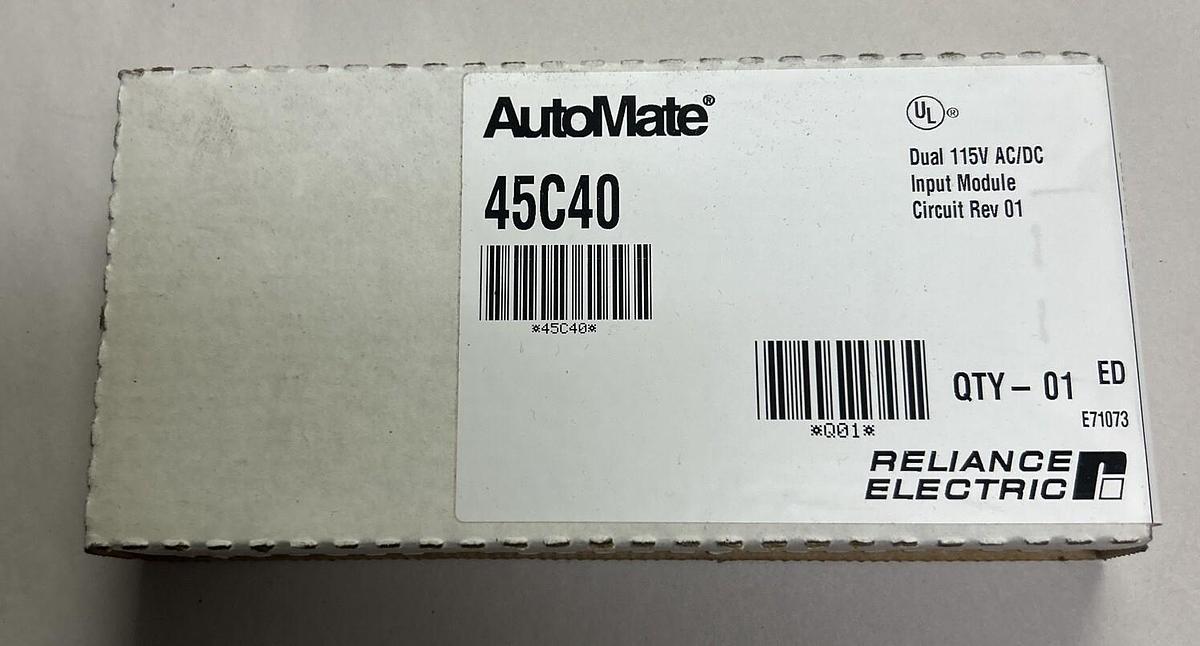 AutoMate®
45C40
*45C40*
UL®
Dual 115V AC/DC
Input Module
Circuit Rev 01
*Q01*
QTY – 01
ED
E71073
RELIANCE
ELECTRIC